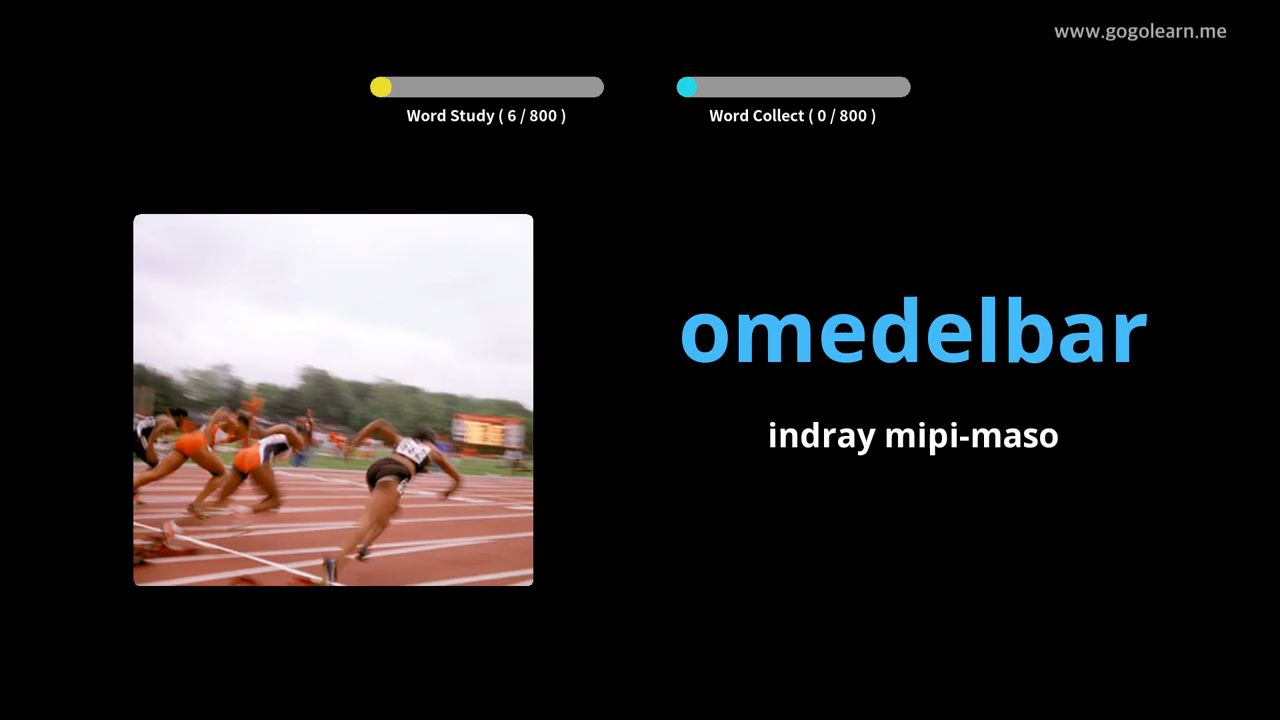 www.gogolearn.me
Word Study ( 6 / 800 )
Word Collect ( 0 / 800 )
omedelbar
indray mipi-maso